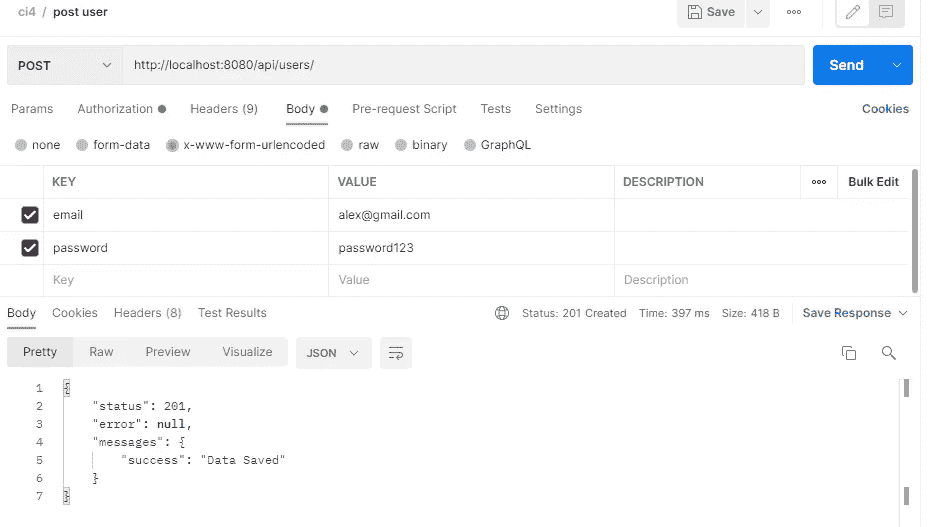 ci4 / post user Save
POST http://localhost:8080/api/users/ Send
Params Authorization Headers (9) Body Pre-request Script Tests Settings Cookies
none form-data x-www-form-urlencoded raw binary GraphQL
KEY VALUE DESCRIPTION Bulk Edit
email alex@gmail.com
password password123
Key Value Description
Body Cookies Headers (8) Test Results Status: 201 Created Time: 397 ms Size: 418 B Save Response
Pretty Raw Preview Visualize JSON
1 {
2 "status": 201,
3 "error": null,
4 "messages": {
5 "success": "Data Saved"
6 }
7 }